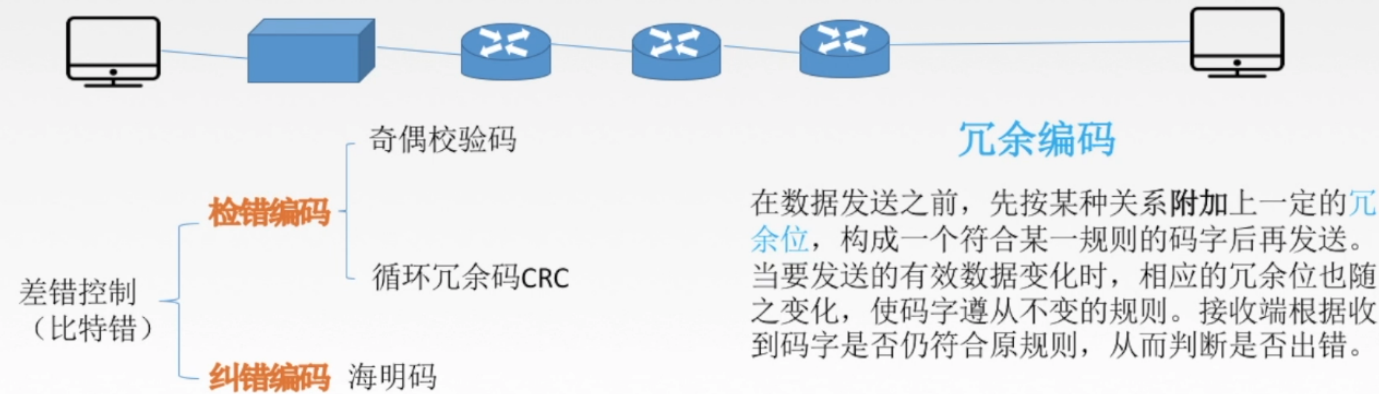 奇偶校验码
检错编码
循环冗余码CRC
差错控制
（比特错）
纠错编码 海明码
冗余编码
在数据发送之前，先按某种关系附加上一定的冗
余位，构成一个符合某一规则的码字后再发送。
当要发送的有效数据变化时，相应的冗余位也随
之变化，使码字遵从不变的规则。接收端根据收
到码字是否仍符合原规则，从而判断是否出错。